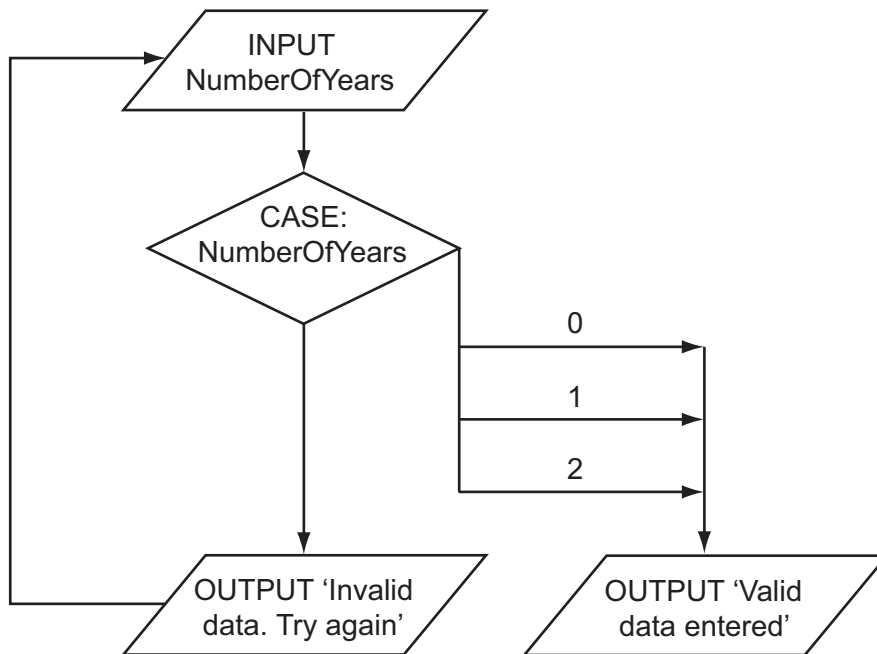 INPUT
NumberOfYears
CASE:
NumberOfYears
0
1
2
OUTPUT ‘Invalid
data. Try again’
OUTPUT ‘Valid
data entered’